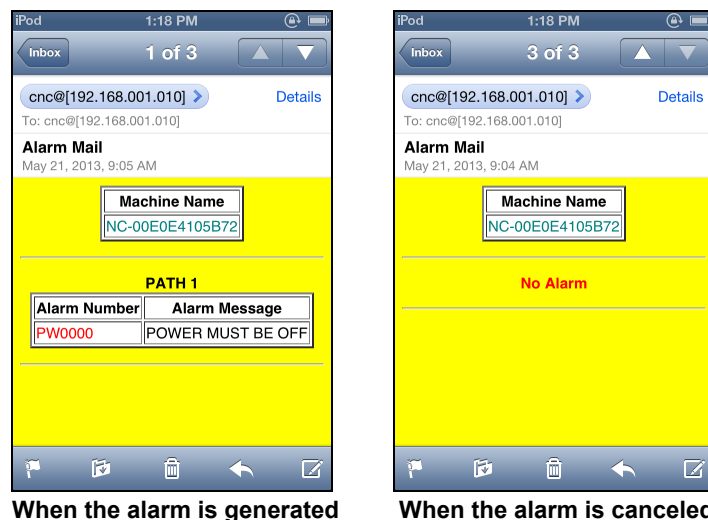 iPod 1:18 PM
Inbox 1 of 3
cnc@[192.168.001.010] Details
To: cnc@[192.168.001.010]
Alarm Mail
May 21, 2013, 9:05 AM
Machine Name
NC-00E0E4105B72
PATH 1
Alarm Number Alarm Message
PW0000 POWER MUST BE OFF
When the alarm is generated
iPod 1:18 PM
Inbox 3 of 3
cnc@[192.168.001.010] Details
To: cnc@[192.168.001.010]
Alarm Mail
May 21, 2013, 9:04 AM
Machine Name
NC-00E0E4105B72
No Alarm
When the alarm is canceled